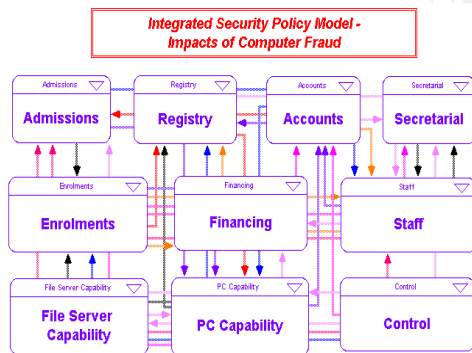 Integrated Security Policy Model -
Impacts of Computer Fraud
Admissions
Registry
Accounts
Secretarial
Admissions
Registry
Accounts
Secretarial
Enrolments
Financing
Staff
Enrolments
Financing
Staff
File Server Capability
PC Capability
Control
File Server
Capability
PC Capability
Control